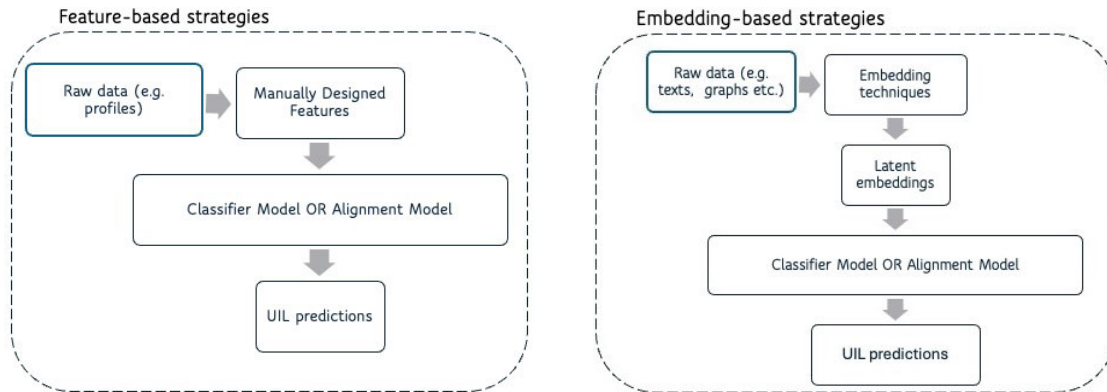 Feature-based strategies
Raw data (e.g.
profiles)
Manually Designed
Features
Classifier Model OR Alignment Model
UIL predictions
Embedding-based strategies
Raw data (e.g.
texts, graphs etc.)
Embedding
techniques
Latent
embeddings
Classifier Model OR Alignment Model
UIL predictions